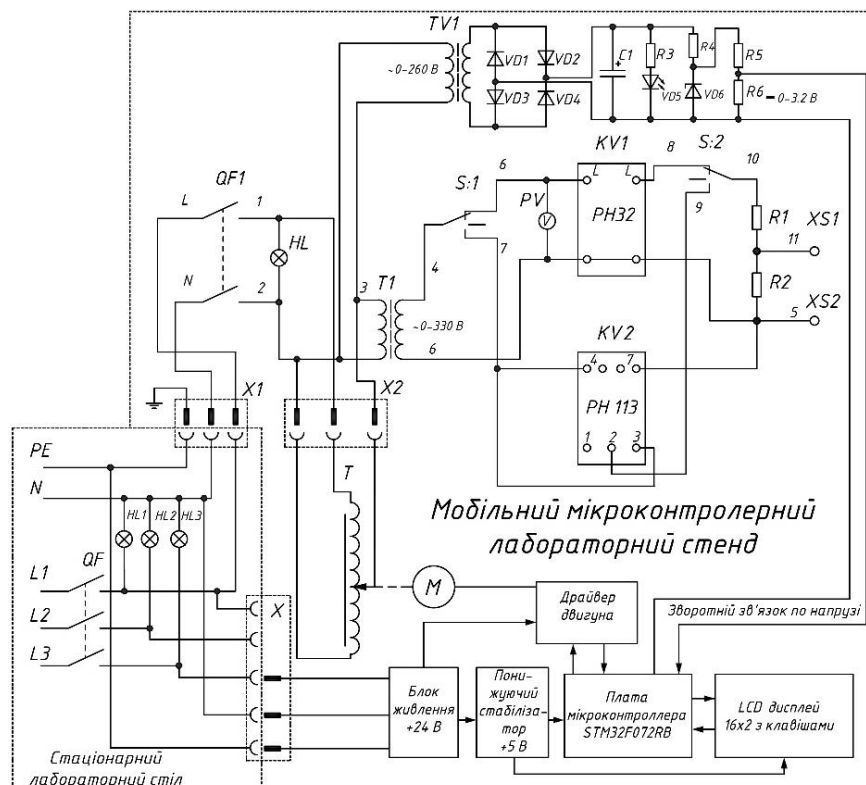 TV1
~0-260 В
VD1
VD2
VD3
VD4
+
C1
R3
R4
R5
VD5
VD6
R6
0-3.2 В
KV1
S:2
8
10
QF1
S:1
6
L
1
L
L
PV
V
РН32
9
R1
XS1
11
HL
7
R2
N
2
3
T1
4
XS2
5
~0-330 В
6
KV2
4
7
РН 113
1
2
3
X1
X2
PE
N
T
HL1
HL2
HL3
Мобільний мікроконтролерний
лабораторний стенд
QF
L1
L2
L3
X
M
Драйвер
двигуна
Зворотній зв'язок по напрузі
Блок
живлення
+24 В
Пони-
жуючий
стабіліза-
тор
+5 В
Плата
мікроконтроллера
STM32F072RB
LCD дисплей
16x2 з клавішами
Стаціонарний
лабораторний стіл